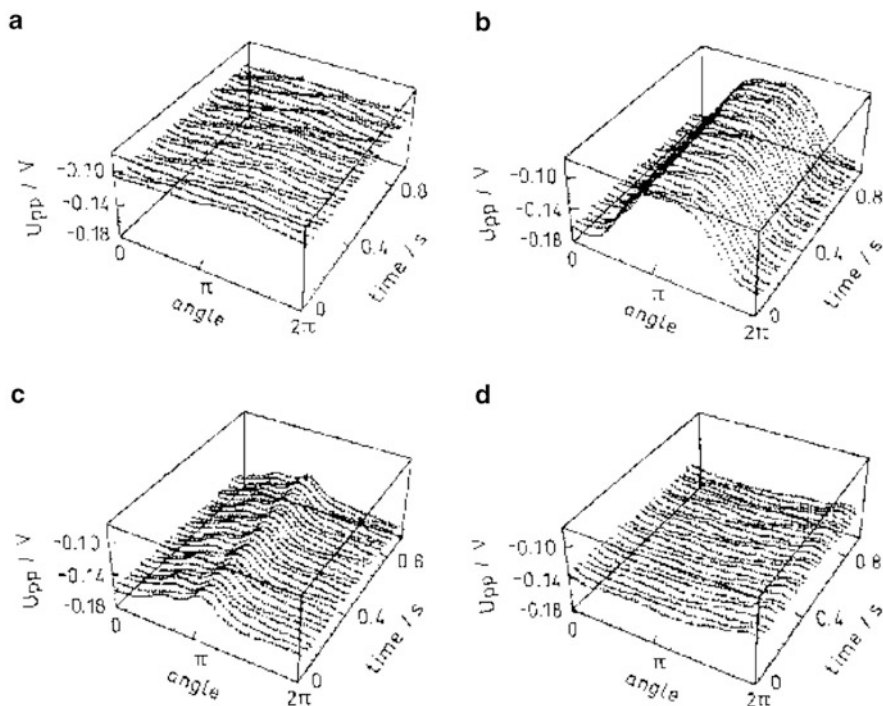 a
-0.10
-0.14
-0.18
Upp / V
0
π
2π
angle
0
0.4
0.8
time / s
b
-0.10
-0.14
-0.18
Upp / V
0
π
2π
angle
0
0.4
0.8
time / s
c
-0.10
-0.14
-0.18
Upp / V
0
π
2π
angle
0
0.4
0.6
time / s
d
-0.10
-0.14
-0.18
Upp / V
0
π
2π
angle
0
0.4
0.8
time / s